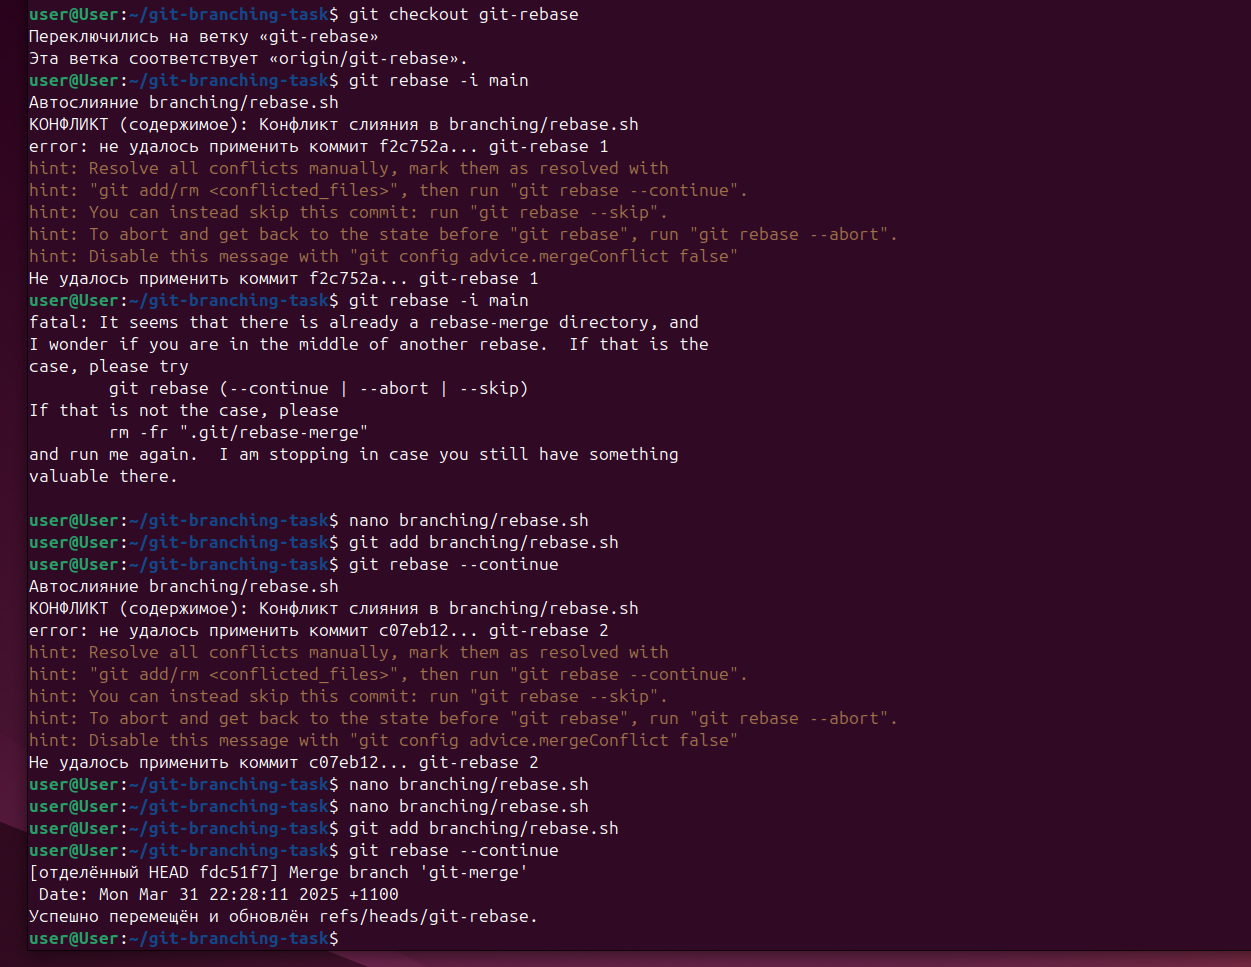 user@User:~/git-branching-task$ git checkout git-rebase
Переключились на ветку «git-rebase»
Эта ветка соответствует «origin/git-rebase».
user@User:~/git-branching-task$ git rebase -i main
Автослияние branching/rebase.sh
КОНФЛИКТ (содержимое): Конфликт слияния в branching/rebase.sh
error: не удалось применить коммит f2c752a... git-rebase 1
hint: Resolve all conflicts manually, mark them as resolved with
hint: "git add/rm <conflicted_files>", then run "git rebase --continue".
hint: You can instead skip this commit: run "git rebase --skip".
hint: To abort and get back to the state before "git rebase", run "git rebase --abort".
hint: Disable this message with "git config advice.mergeConflict false"
Не удалось применить коммит f2c752a... git-rebase 1
user@User:~/git-branching-task$ git rebase -i main
fatal: It seems that there is already a rebase-merge directory, and
I wonder if you are in the middle of another rebase.  If that is the
case, please try
        git rebase (--continue | --abort | --skip)
If that is not the case, please
        rm -fr ".git/rebase-merge"
and run me again.  I am stopping in case you still have something
valuable there.
user@User:~/git-branching-task$ nano branching/rebase.sh
user@User:~/git-branching-task$ git add branching/rebase.sh
user@User:~/git-branching-task$ git rebase --continue
Автослияние branching/rebase.sh
КОНФЛИКТ (содержимое): Конфликт слияния в branching/rebase.sh
error: не удалось применить коммит c07eb12... git-rebase 2
hint: Resolve all conflicts manually, mark them as resolved with
hint: "git add/rm <conflicted_files>", then run "git rebase --continue".
hint: You can instead skip this commit: run "git rebase --skip".
hint: To abort and get back to the state before "git rebase", run "git rebase --abort".
hint: Disable this message with "git config advice.mergeConflict false"
Не удалось применить коммит c07eb12... git-rebase 2
user@User:~/git-branching-task$ nano branching/rebase.sh
user@User:~/git-branching-task$ nano branching/rebase.sh
user@User:~/git-branching-task$ git add branching/rebase.sh
user@User:~/git-branching-task$ git rebase --continue
[отделённый HEAD fdc51f7] Merge branch 'git-merge'
 Date: Mon Mar 31 22:28:11 2025 +1100
Успешно перемещён и обновлён refs/heads/git-rebase.
user@User:~/git-branching-task$